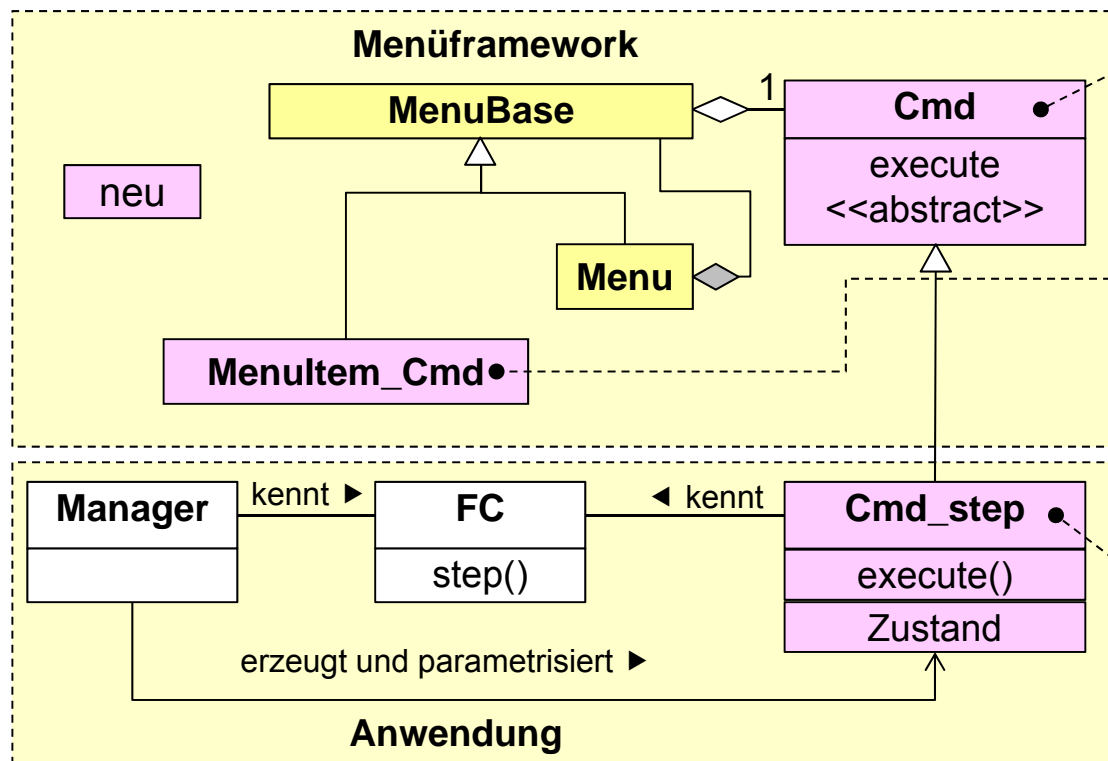 Menüframework
MenuBase
1
Cmd
execute
<<abstract>>
neu
Menu
MenuItem_Cmd
Manager
kennt ►
FC
step()
◄ kennt
Cmd_step
execute()
Zustand
erzeugt und parametrisiert ►
Anwendung